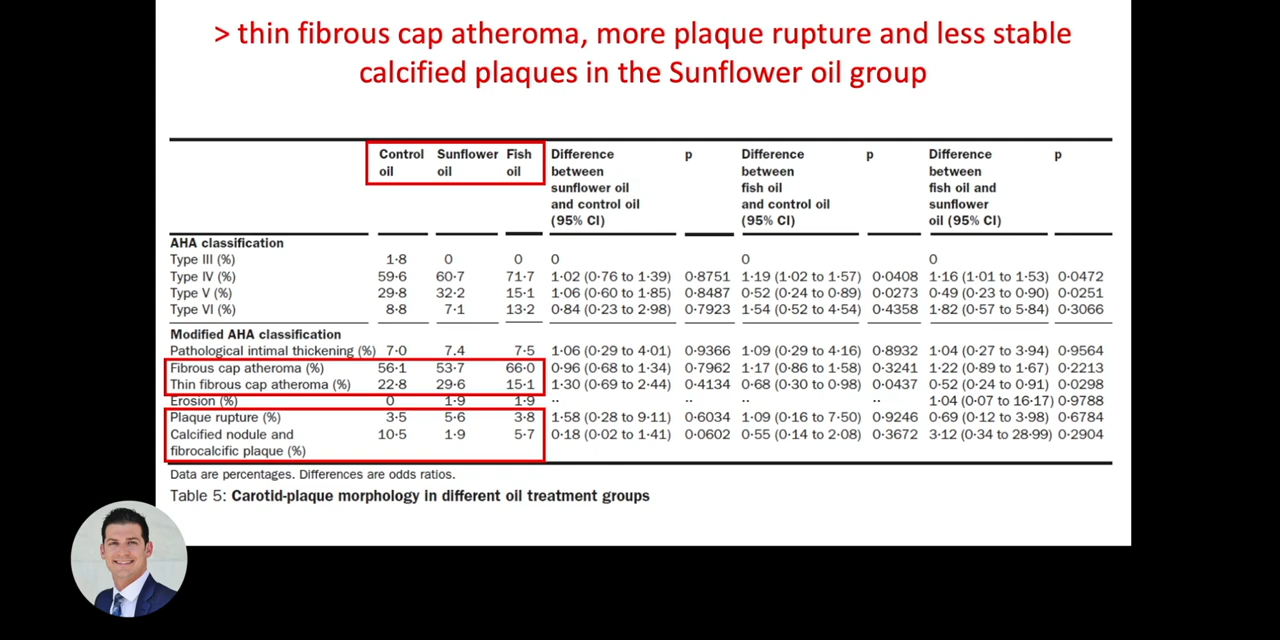 > thin fibrous cap atheroma, more plaque rupture and less stable
calcified plaques in the Sunflower oil group
Control Sunflower Fish Difference p Difference p Difference p
oil oil oil between between between
sunflower oil fish oil fish oil and
and control oil and control oil sunflower
(95% CI) (95% CI) oil (95% CI)
AHA classification
Type III (%) 1·8 0 0 0 0 0
Type IV (%) 59·6 60·7 71·7 1·02 (0·76 to 1·39) 0·8751 1·19 (1·02 to 1·57) 0·0408 1·16 (1·01 to 1·53) 0·0472
Type V (%) 29·8 32·2 15·1 1·06 (0·60 to 1·85) 0·8487 0·52 (0·24 to 0·89) 0·0273 0·49 (0·23 to 0·90) 0·0251
Type VI (%) 8·8 7·1 13·2 0·84 (0·23 to 2·98) 0·7923 1·54 (0·52 to 4·54) 0·4358 1·82 (0·57 to 5·84) 0·3066
Modified AHA classification
Pathological intimal thickening (%) 7·0 7·4 7·5 1·06 (0·29 to 4·01) 0·9366 1·09 (0·29 to 4·16) 0·8932 1·04 (0·27 to 3·94) 0·9564
Fibrous cap atheroma (%) 56·1 53·7 66·0 0·96 (0·68 to 1·34) 0·7962 1·17 (0·86 to 1·58) 0·3241 1·22 (0·89 to 1·67) 0·2213
Thin fibrous cap atheroma (%) 22·8 29·6 15·1 1·30 (0·69 to 2·44) 0·4134 0·68 (0·30 to 0·98) 0·0437 0·52 (0·24 to 0·91) 0·0298
Erosion (%) 0 1·9 1·9 ·· ·· ·· ·· 1·04 (0·07 to 16·17) 0·9788
Plaque rupture (%) 3·5 5·6 3·8 1·58 (0·28 to 9·11) 0·6034 1·09 (0·16 to 7·50) 0·9246 0·69 (0·12 to 3·98) 0·6784
Calcified nodule and 10·5 1·9 5·7 0·18 (0·02 to 1·41) 0·0602 0·55 (0·14 to 2·08) 0·3672 3·12 (0·34 to 28·99) 0·2904
fibrocalcific plaque (%)
Data are percentages. Differences are odds ratios.
Table 5: Carotid-plaque morphology in different oil treatment groups